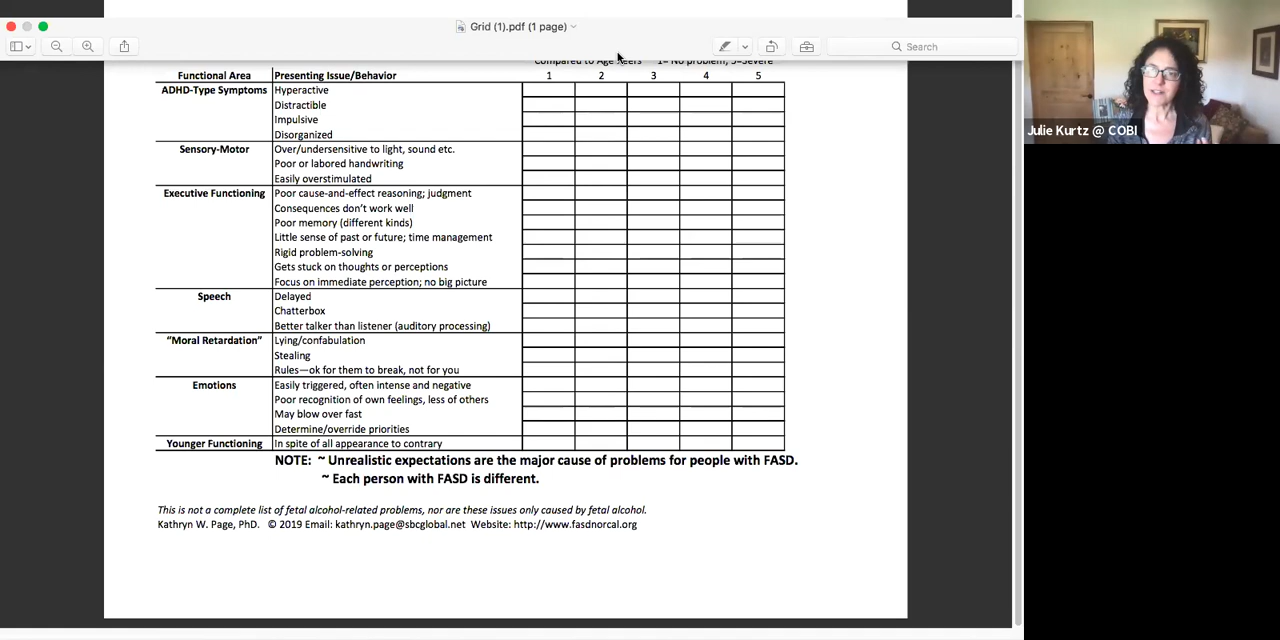 Grid (1).pdf (1 page)
Search
Compared to Age Peers 1= No problem, 5=Severe
Functional Area Presenting Issue/Behavior 1 2 3 4 5
ADHD-Type Symptoms Hyperactive
Distractible
Impulsive
Disorganized
Sensory-Motor Over/undersensitive to light, sound etc.
Poor or labored handwriting
Easily overstimulated
Executive Functioning Poor cause-and-effect reasoning; judgment
Consequences don’t work well
Poor memory (different kinds)
Little sense of past or future; time management
Rigid problem-solving
Gets stuck on thoughts or perceptions
Focus on immediate perception; no big picture
Speech Delayed
Chatterbox
Better talker than listener (auditory processing)
“Moral Retardation” Lying/confabulation
Stealing
Rules—ok for them to break, not for you
Emotions Easily triggered, often intense and negative
Poor recognition of own feelings, less of others
May blow over fast
Determine/override priorities
Younger Functioning In spite of all appearance to contrary
NOTE: ~ Unrealistic expectations are the major cause of problems for people with FASD.
~ Each person with FASD is different.
This is not a complete list of fetal alcohol-related problems, nor are these issues only caused by fetal alcohol.
Kathryn W. Page, PhD. © 2019 Email: kathryn.page@sbcglobal.net Website: http://www.fasdnorcal.org
Julie Kurtz @ COBI